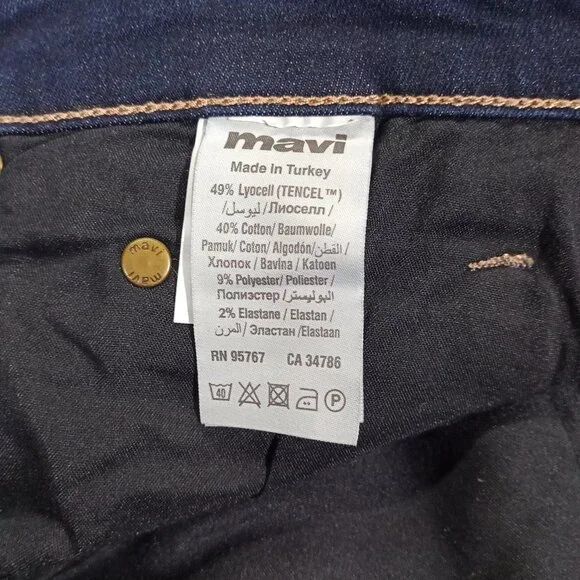 mavi
Made in Turkey
49% Lyocell (TENCEL™)
/ليوسل/Лиоселл/
40% Cotton/ Baumwolle/
Pamuk/ Coton/ Algodón/القطن/
Хлопок / Bavlna / Katoen
9% Polyester/ Poliester /
Полиэстер /البوليستر/
2% Elastane / Elastan /
المرن/ Эластан /Elastaan
RN 95767 CA 34786
40 P
mavi
mavi